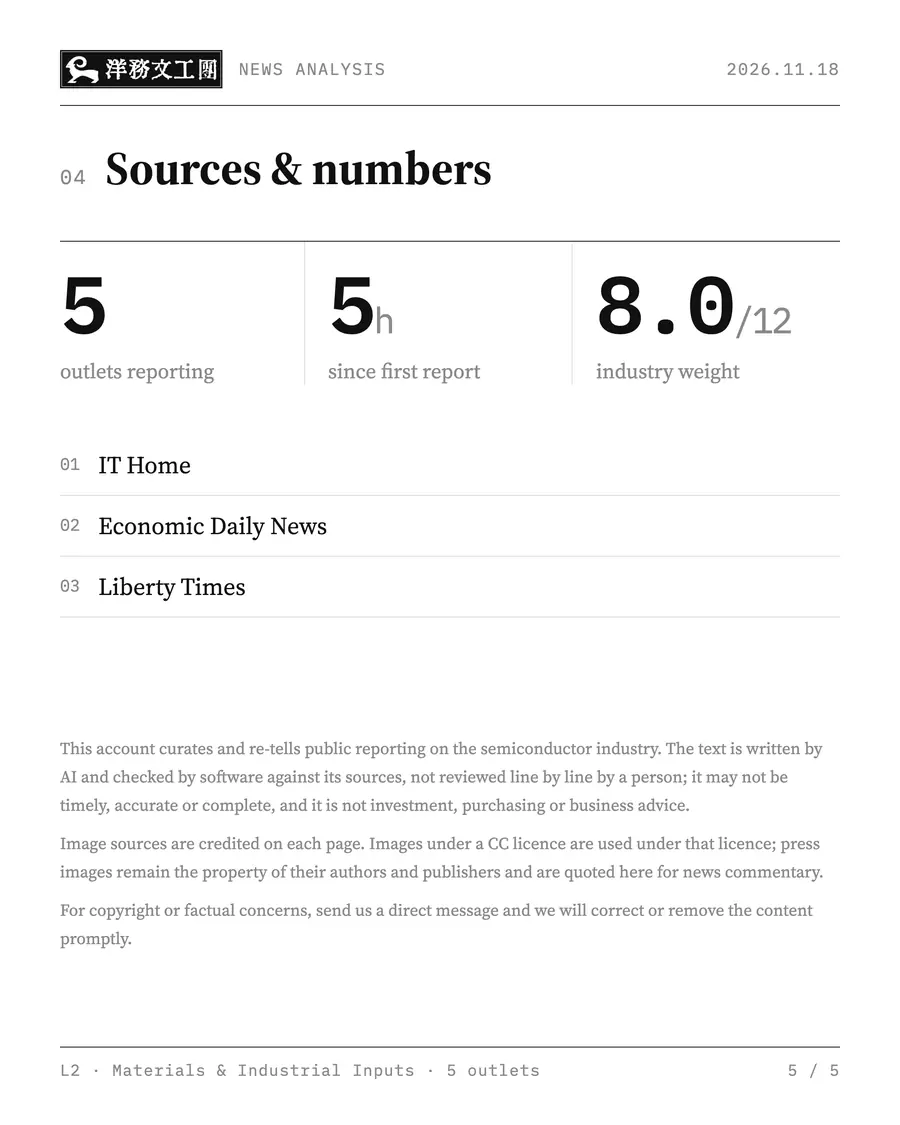 洋務文工團 NEWS ANALYSIS 2026.11.18
04 Sources & numbers
5 5h 8.0/12
outlets reporting since first report industry weight
01 IT Home
02 Economic Daily News
03 Liberty Times
This account curates and re-tells public reporting on the semiconductor industry. The text is written by
AI and checked by software against its sources, not reviewed line by line by a person; it may not be
timely, accurate or complete, and it is not investment, purchasing or business advice.
Image sources are credited on each page. Images under a CC licence are used under that licence; press
images remain the property of their authors and publishers and are quoted here for news commentary.
For copyright or factual concerns, send us a direct message and we will correct or remove the content
promptly.
L2 · Materials & Industrial Inputs · 5 outlets 5 / 5